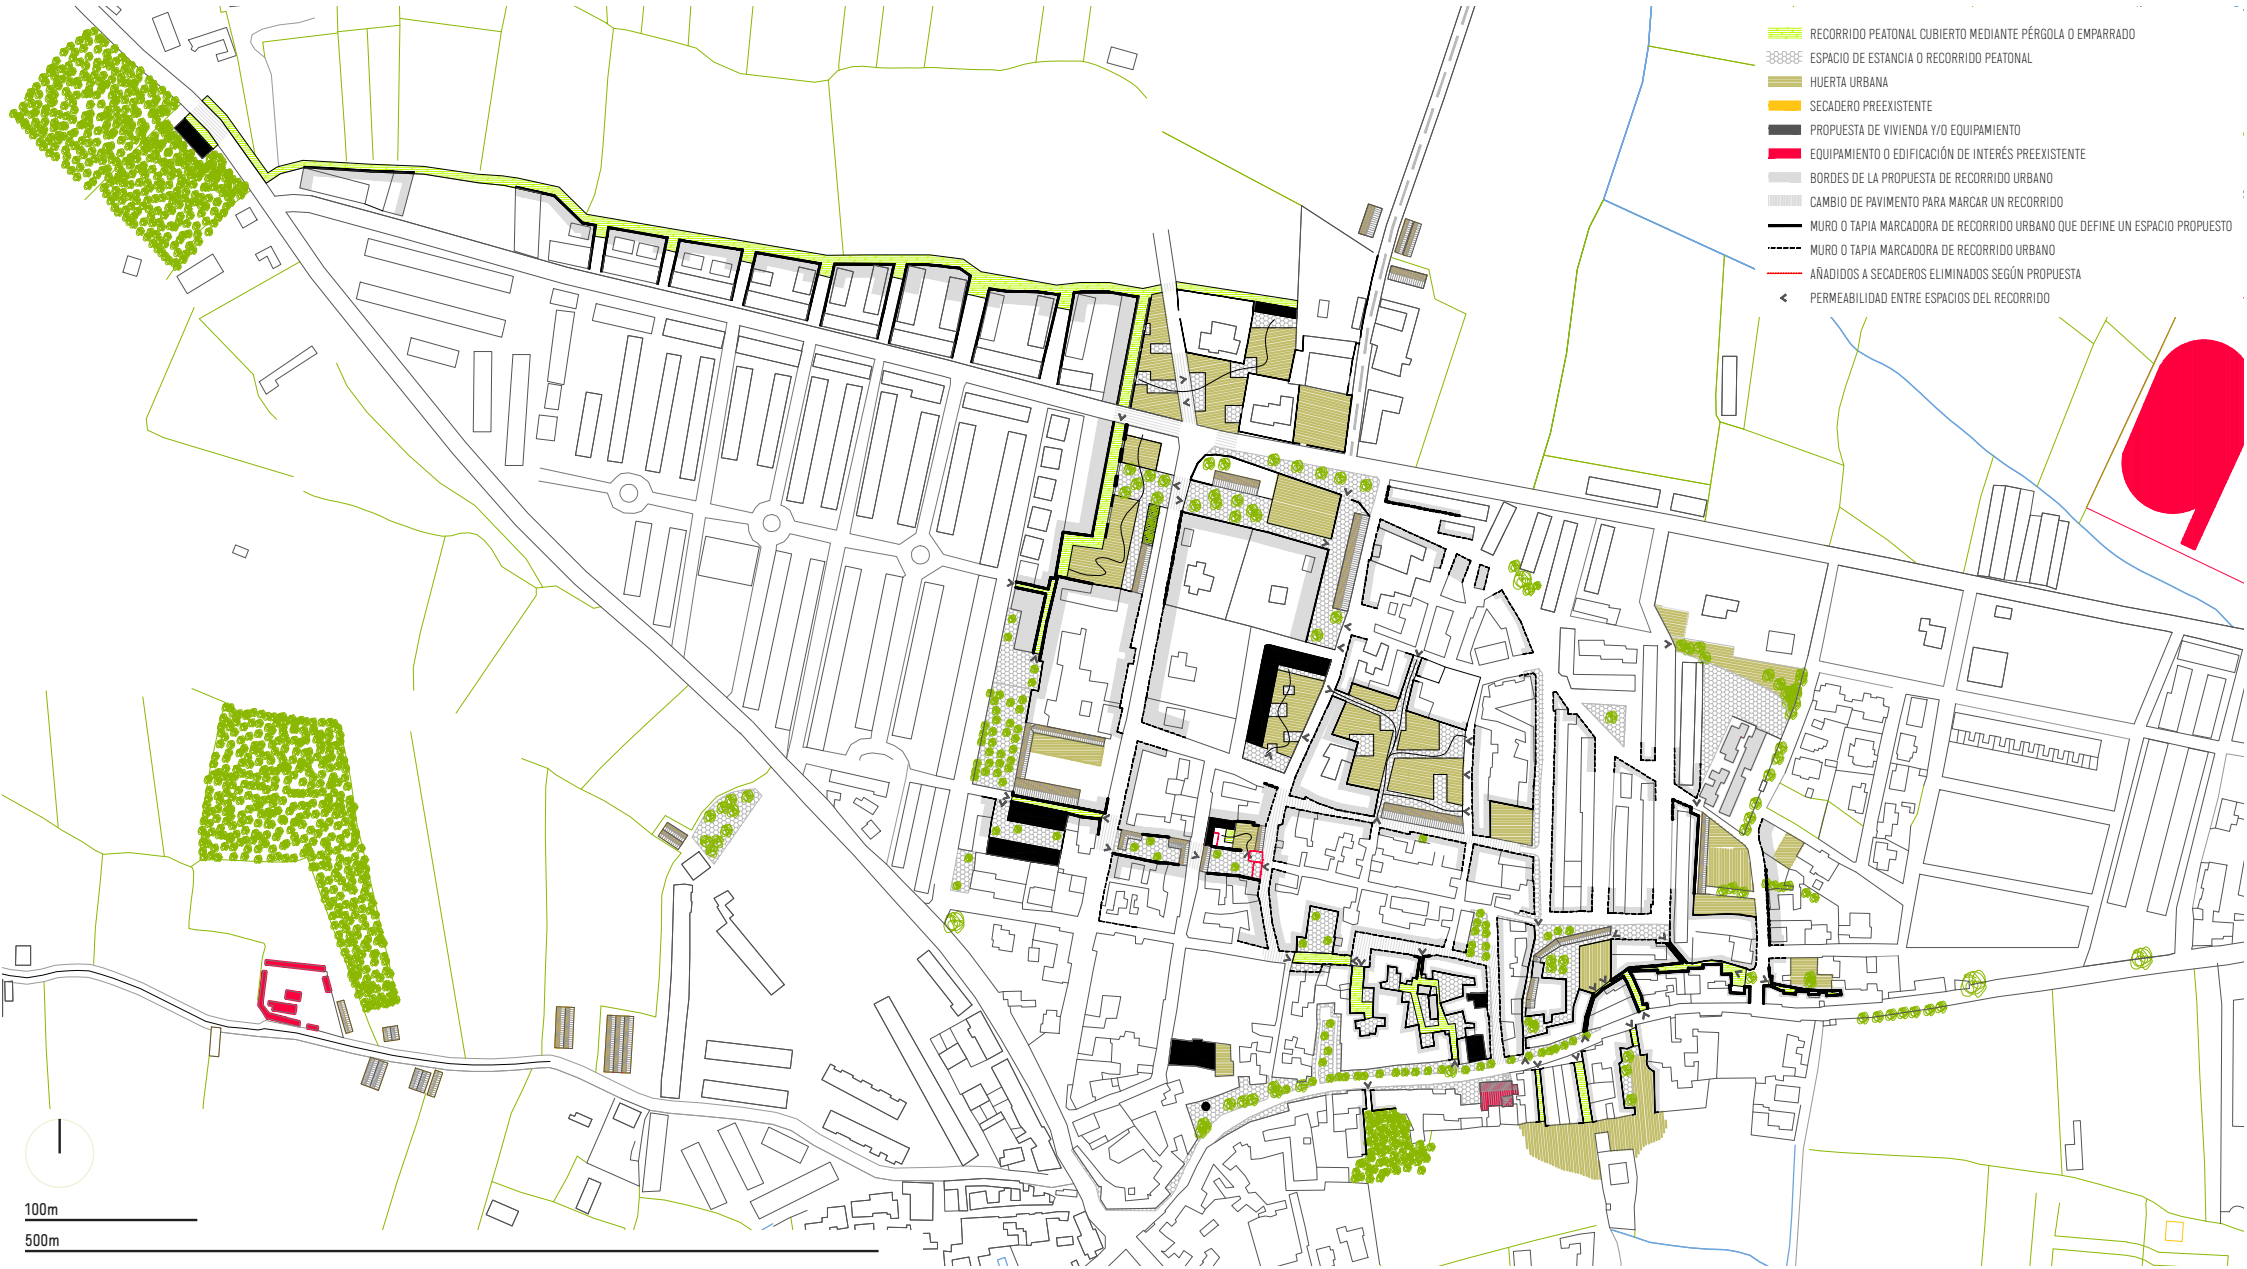 RECORRIDO PEATONAL CUBIERTO MEDIANTE PÉRGOLA O EMPARRADO
ESPACIO DE ESTANCIA O RECORRIDO PEATONAL
HUERTA URBANA
SECADERO PREEXISTENTE
PROPUESTA DE VIVIENDA Y/O EQUIPAMIENTO
EQUIPAMIENTO O EDIFICACIÓN DE INTERÉS PREEXISTENTE
BORDES DE LA PROPUESTA DE RECORRIDO URBANO
CAMBIO DE PAVIMENTO PARA MARCAR UN RECORRIDO
MURO O TAPIA MARCADORA DE RECORRIDO URBANO QUE DEFINE UN ESPACIO PROPUESTO
MURO O TAPIA MARCADORA DE RECORRIDO URBANO
AÑADIDOS A SECADEROS ELIMINADOS SEGÚN PROPUESTA
PERMEABILIDAD ENTRE ESPACIOS DEL RECORRIDO
100m
500m